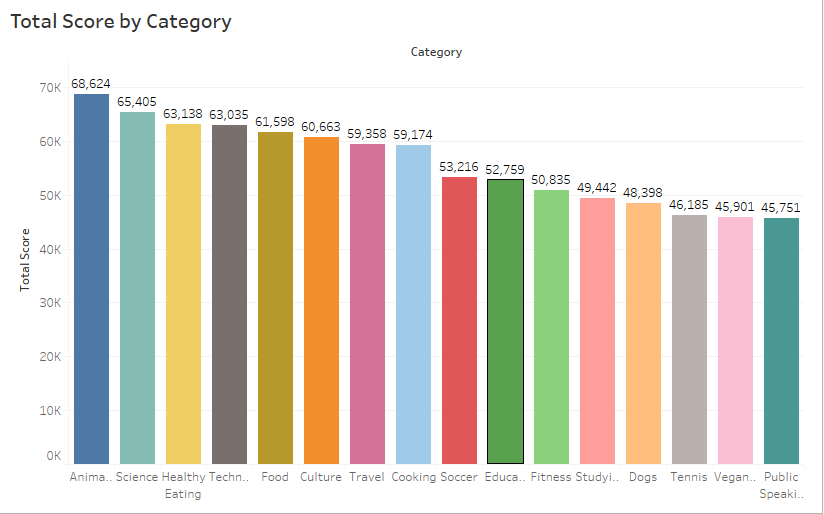 Total Score by Category
Category
Total Score
70K
60K
50K
40K
30K
20K
10K
0K
68,624
65,405
63,138
63,035
61,598
60,663
59,358
59,174
53,216
52,759
50,835
49,442
48,398
46,185
45,901
45,751
Anima..
Science
Healthy
Eating
Techn..
Food
Culture
Travel
Cooking
Soccer
Educa..
Fitness
Studyi..
Dogs
Tennis
Vegan..
Public
Speaki..